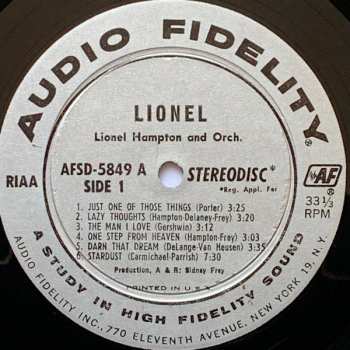 AUDIO FIDELITY®
LIONEL
Lionel Hampton and Orch.
AFSD-5849 A
SIDE 1
STEREODISC*
*Reg. Appl. For
RIAA
AF®
33 1/3
RPM
1 JUST ONE OF THOSE THINGS (Porter) 3:25
2 LAZY THOUGHTS (Hampton-Delaney-Frey) 3:20
3 THE MAN I LOVE (Gershwin) 3:23
4 ONE STEP FROM HEAVEN (Hampton-Frey) 3:03
5 DARN THAT DREAM (DeLange-Van Heusen) 3:35
6 STARDUST (Carmichael-Parrish) 7:30
Production, A & R: Sidney Frey
PRINTED IN U.S.A.
A STUDY IN HIGH FIDELITY SOUND
AUDIO FIDELITY INC., 770 ELEVENTH AVENUE, NEW YORK 19, N.Y.